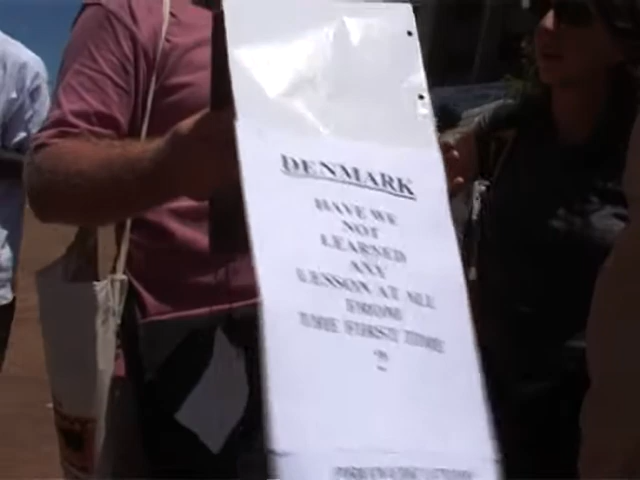 DENMARK
HAVE WE
NOT
LEARNED
ANY
LESSON AT ALL
FROM
THE FIRST TIME
?